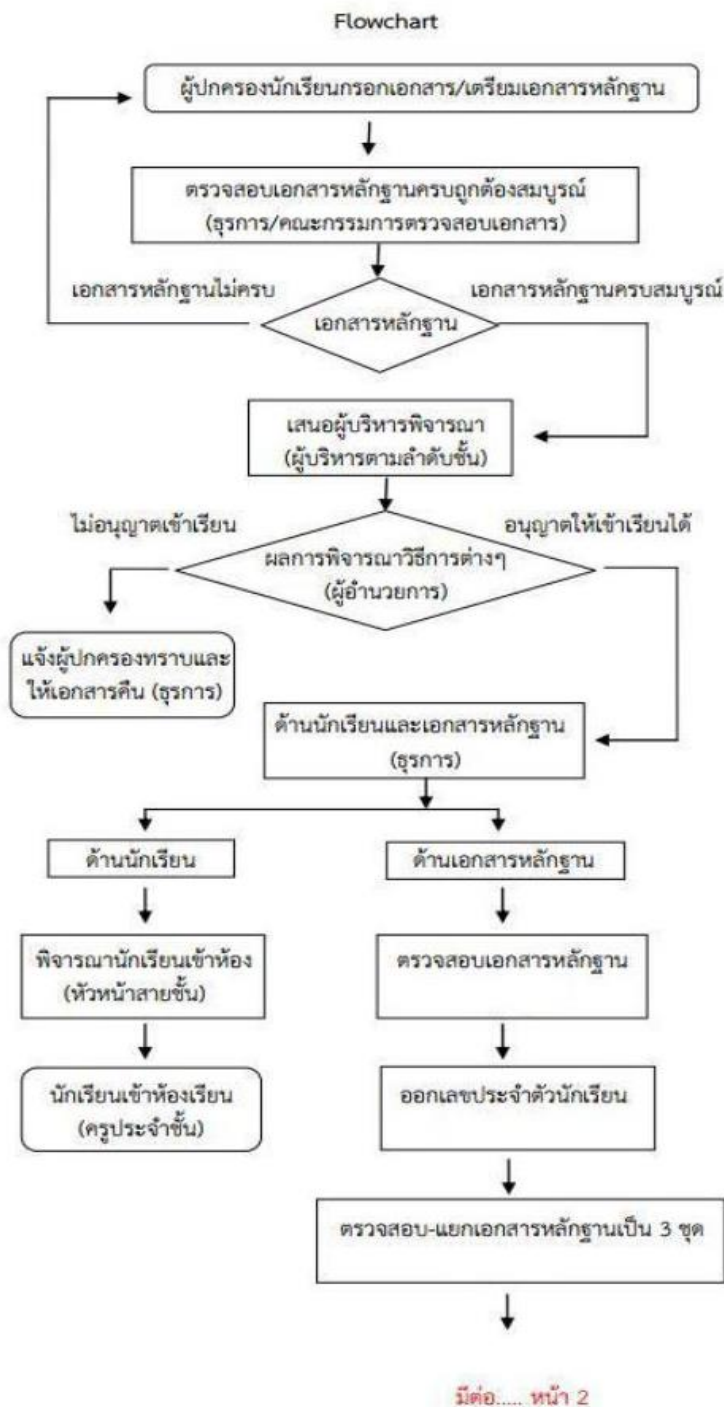 Flowchart
ผู้ปกครองนักเรียนกรอกเอกสาร/เตรียมเอกสารหลักฐาน
ตรวจสอบเอกสารหลักฐานครบถูกต้องสมบูรณ์
(ธุรการ/คณะกรรมการตรวจสอบเอกสาร)
เอกสารหลักฐานไม่ครบ
เอกสารหลักฐานครบสมบูรณ์
เอกสารหลักฐาน
เสนอผู้บริหารพิจารณา
(ผู้บริหารตามลำดับชั้น)
ไม่อนุญาตเข้าเรียน
อนุญาตให้เข้าเรียนได้
ผลการพิจารณาวิธีการต่างๆ
(ผู้อำนวยการ)
แจ้งผู้ปกครองทราบและ
ให้เอกสารคืน (ธุรการ)
ด้านนักเรียนและเอกสารหลักฐาน
(ธุรการ)
ด้านนักเรียน
ด้านเอกสารหลักฐาน
พิจารณานักเรียนเข้าห้อง
(หัวหน้าสายชั้น)
ตรวจสอบเอกสารหลักฐาน
นักเรียนเข้าห้องเรียน
(ครูประจำชั้น)
ออกเลขประจำตัวนักเรียน
ตรวจสอบ-แยกเอกสารหลักฐานเป็น 3 ชุด
มีต่อ..... หน้า 2